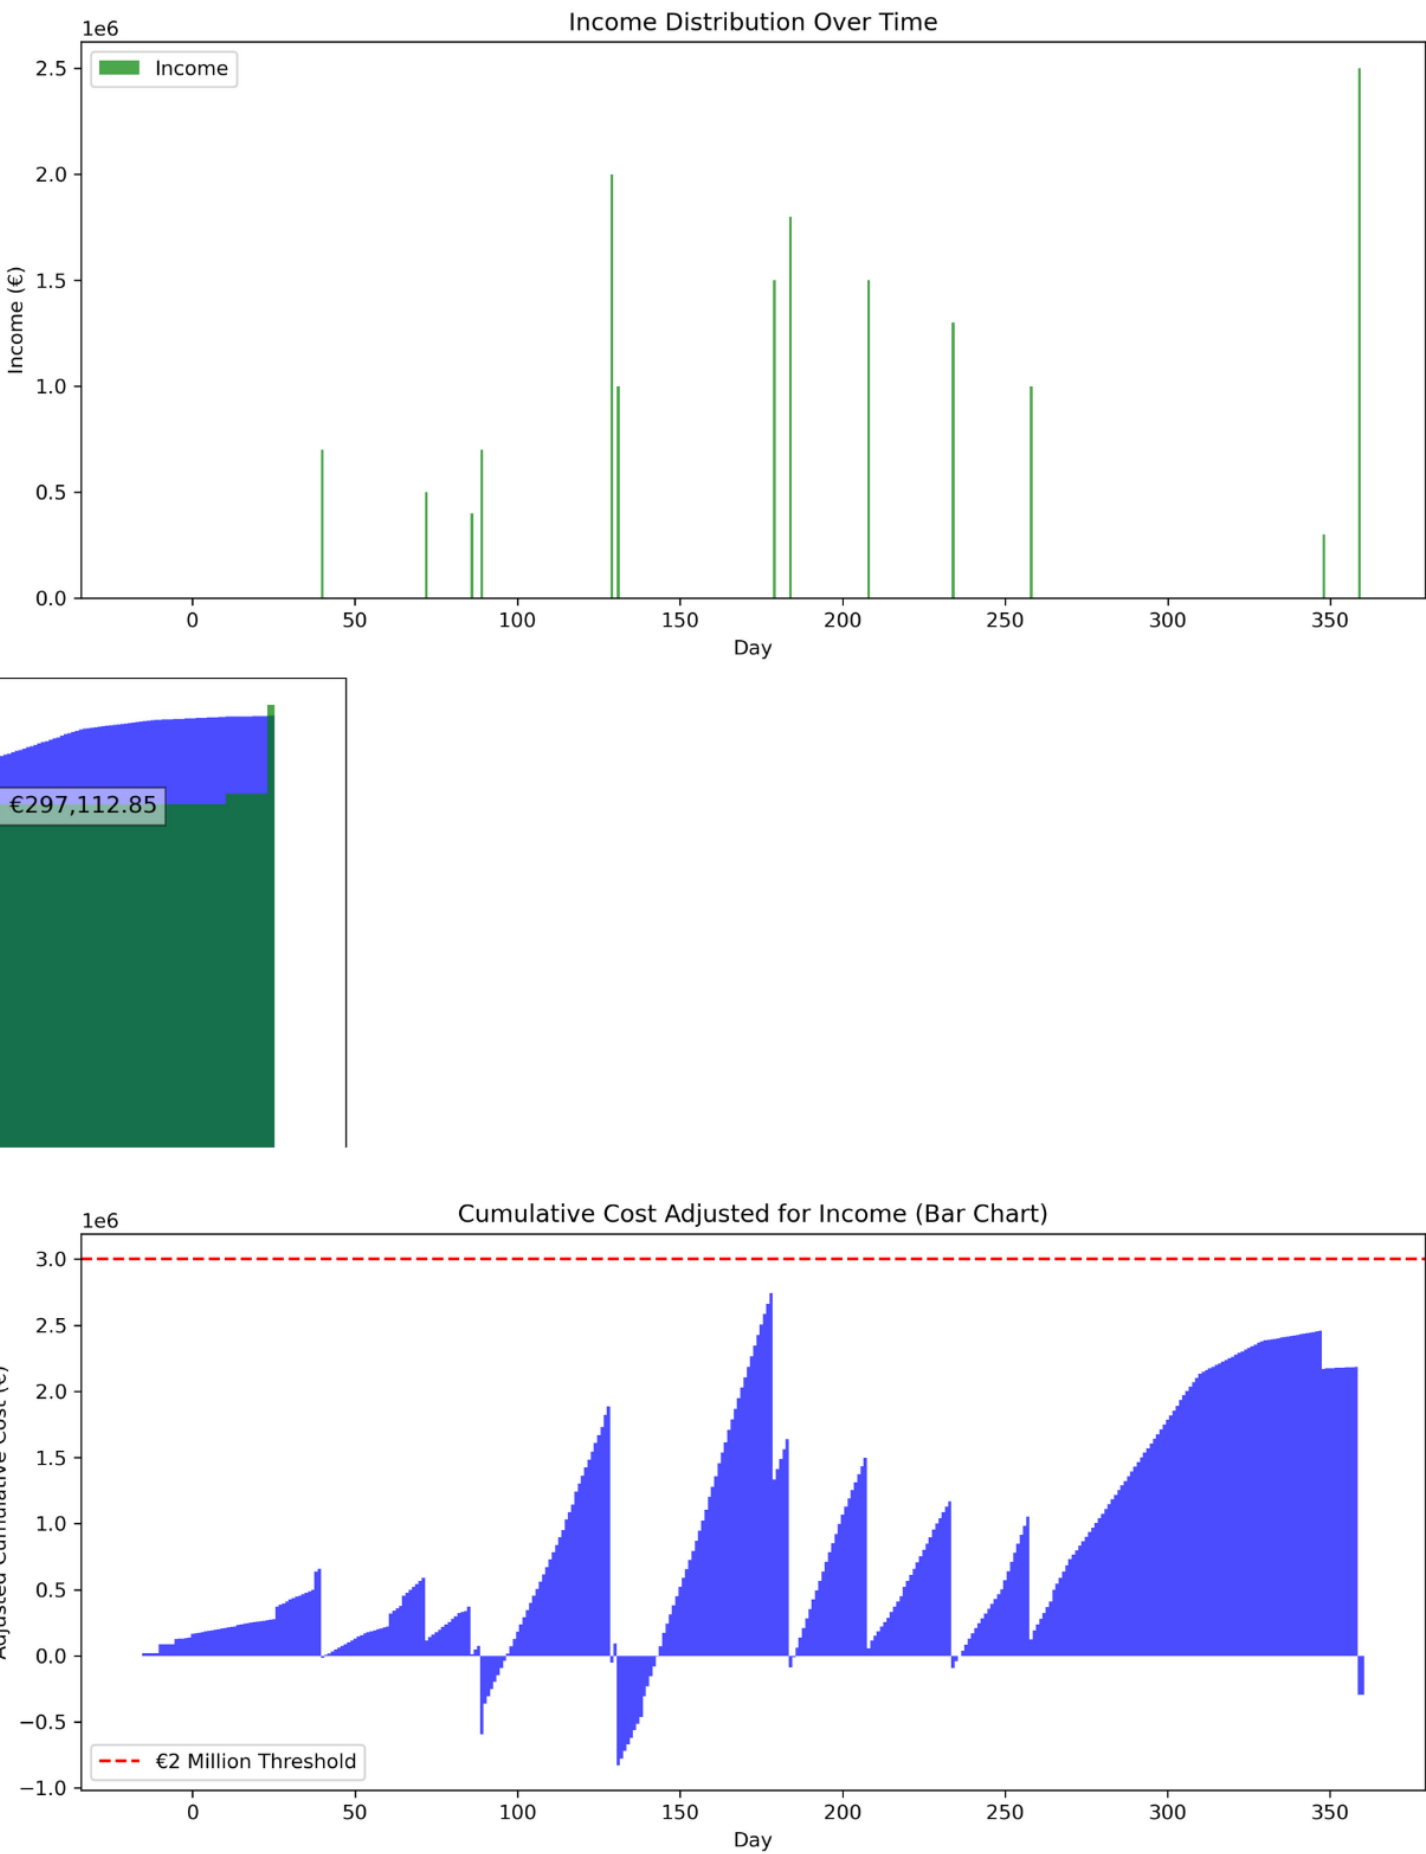 Income Distribution Over Time
1e6
Income
2.5
2.0
1.5
1.0
0.5
0.0
Income (€)
0 50 100 150 200 250 300 350
Day
€297,112.85
Cumulative Cost Adjusted for Income (Bar Chart)
1e6
3.0
2.5
2.0
1.5
1.0
0.5
0.0
−0.5
−1.0
Adjusted Cumulative Cost (€)
€2 Million Threshold
0 50 100 150 200 250 300 350
Day